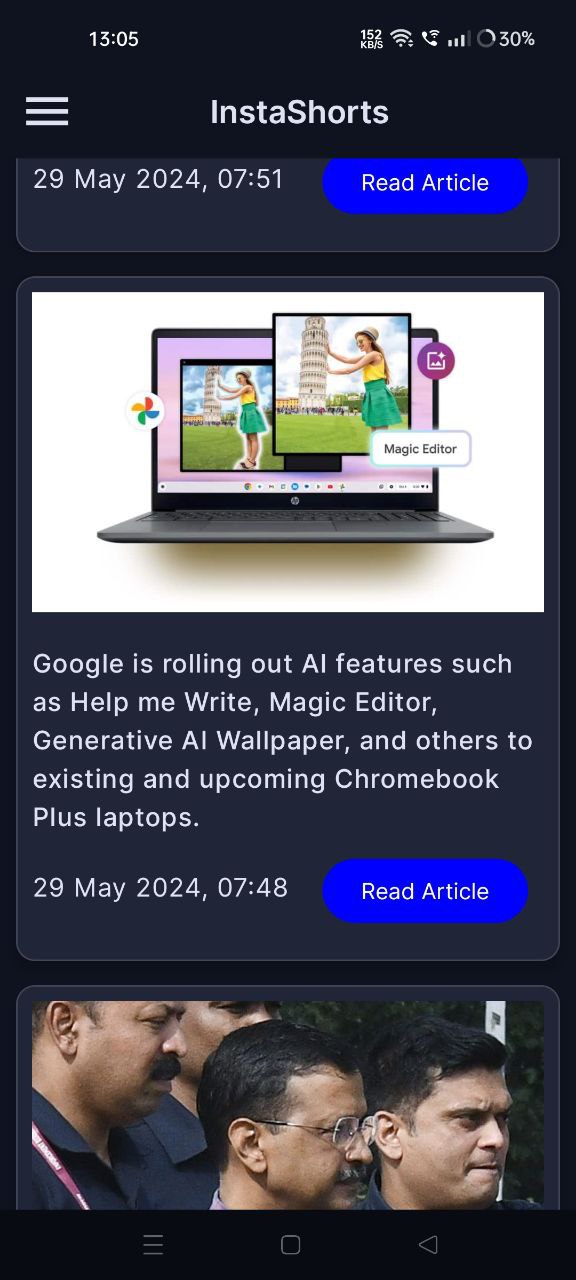 13:05
152
KB/S
30%
InstaShorts
29 May 2024, 07:51
Read Article
Magic Editor
Google is rolling out AI features such
as Help me Write, Magic Editor,
Generative AI Wallpaper, and others to
existing and upcoming Chromebook
Plus laptops.
29 May 2024, 07:48
Read Article